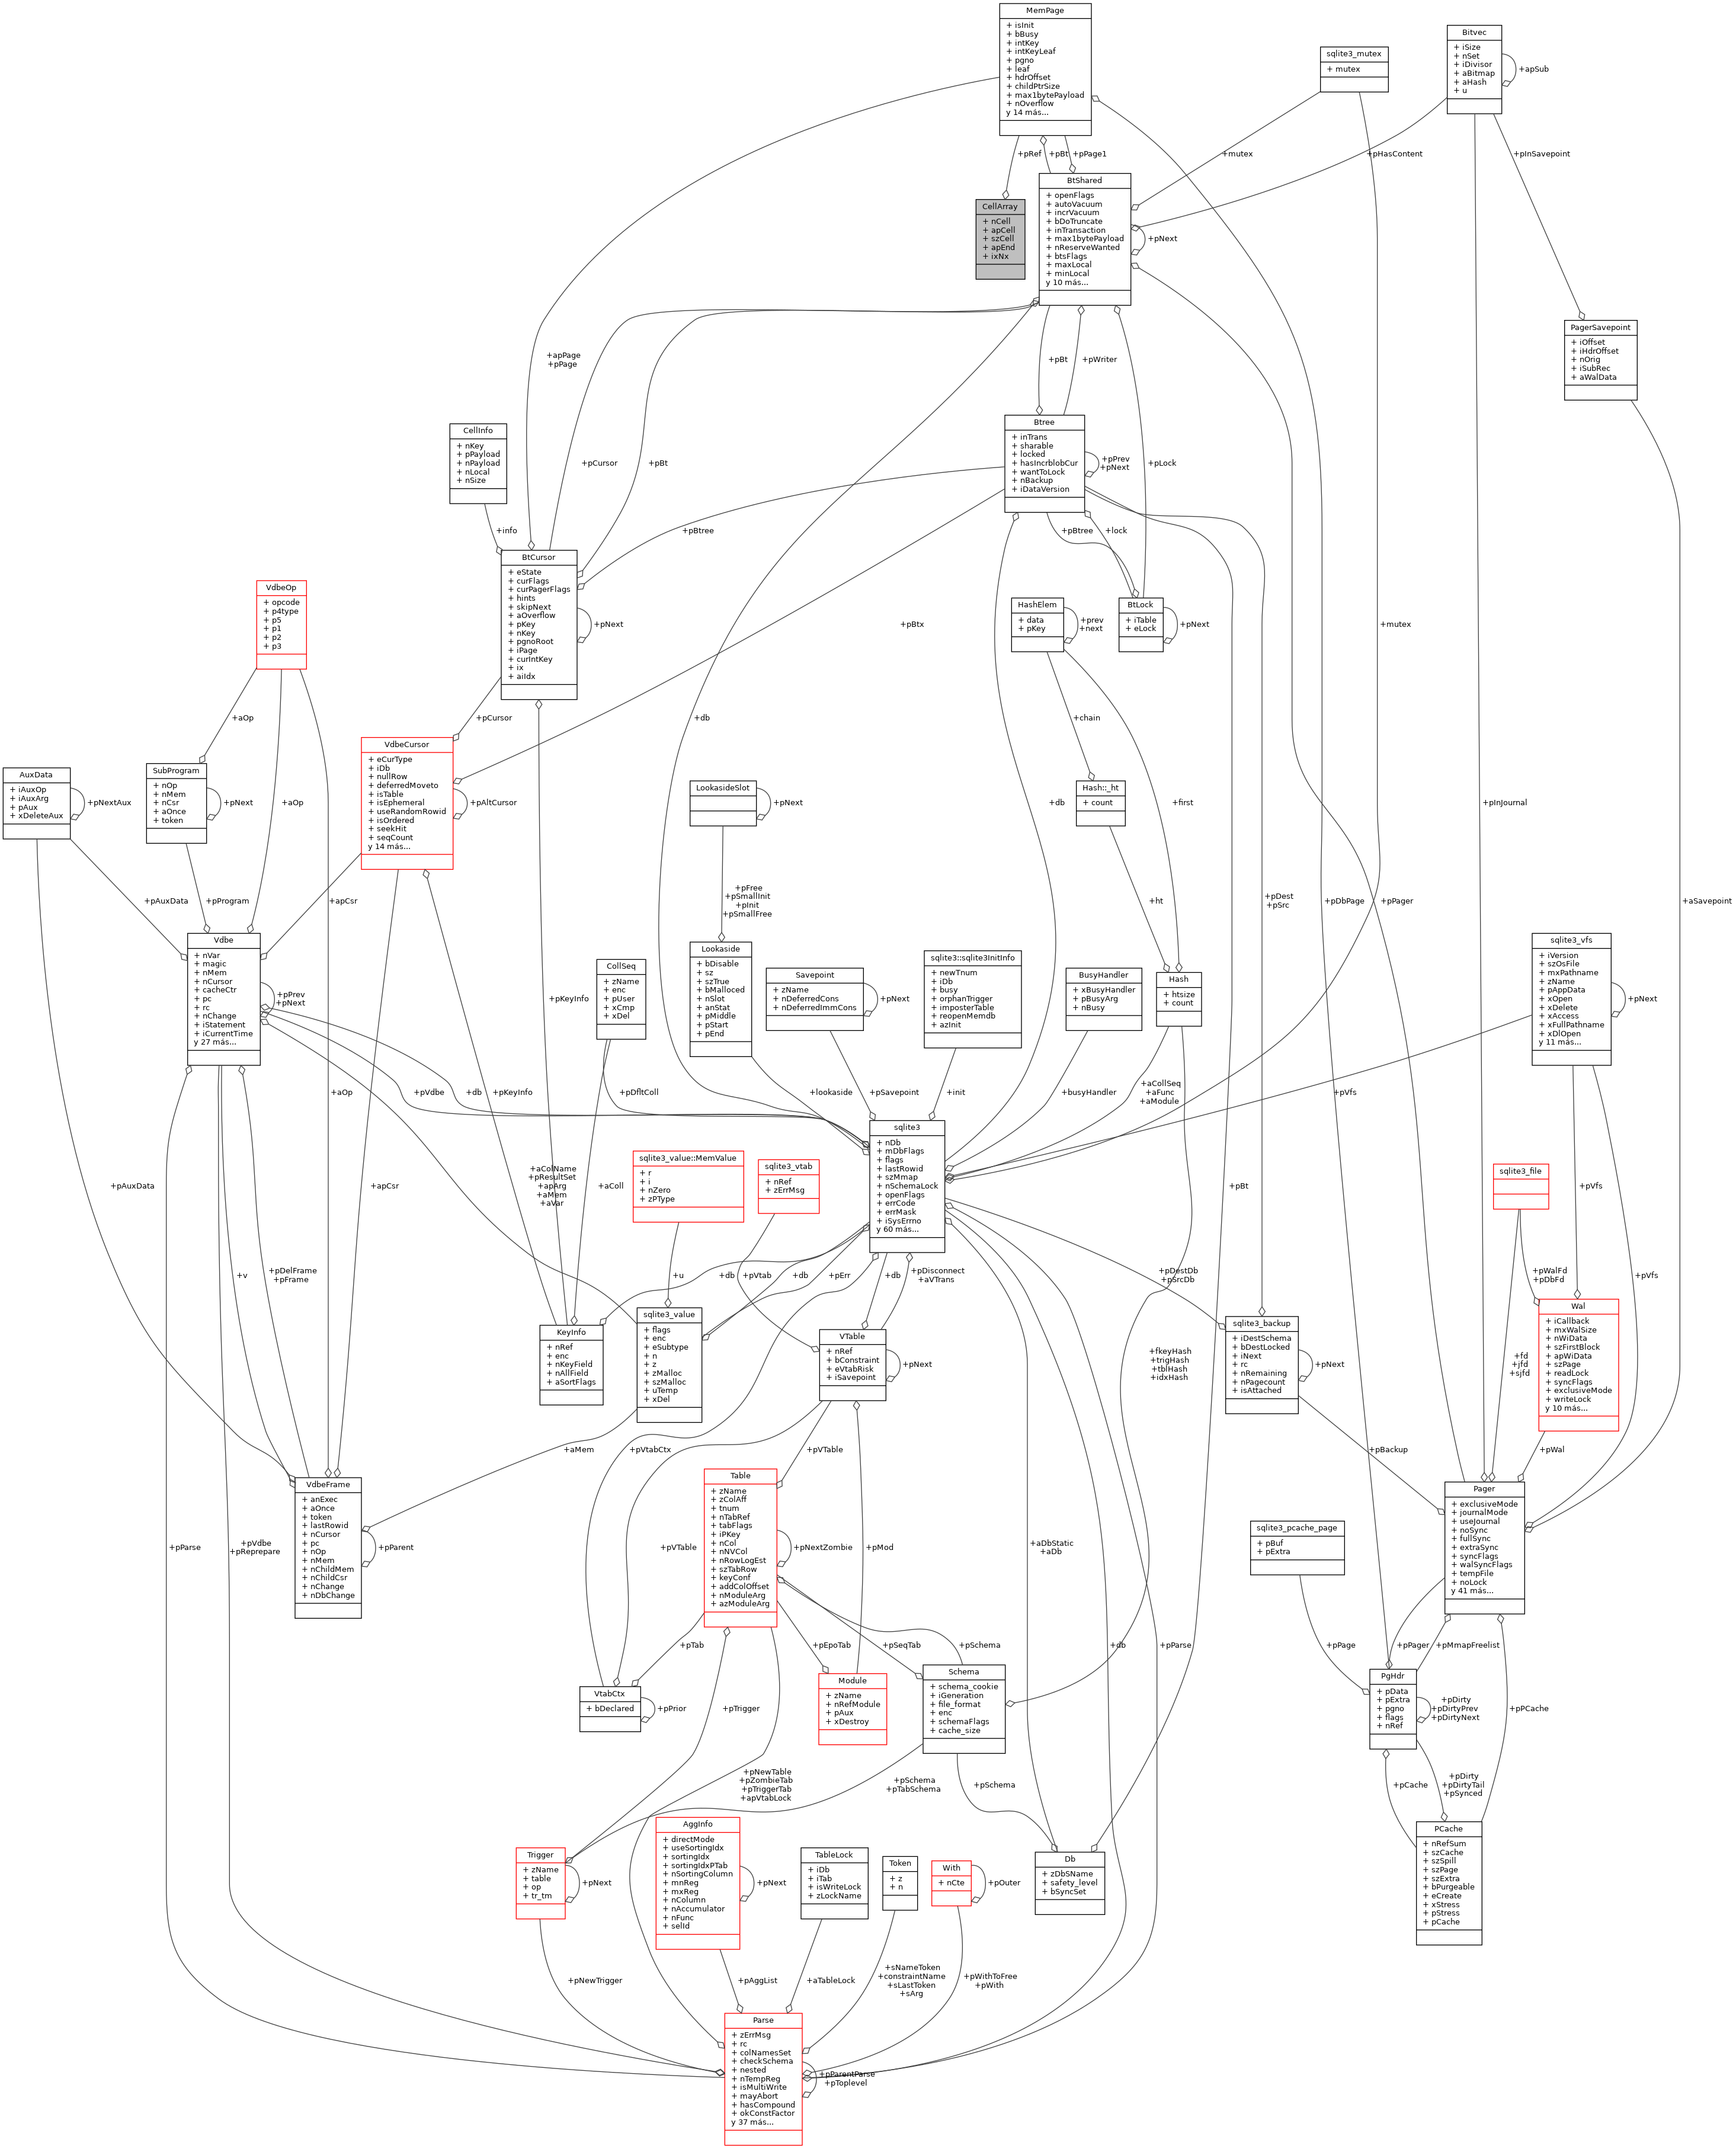 MemPage
+ isInit
+ bBusy
+ intKey
+ intKeyLeaf
+ pgno
+ leaf
+ hdrOffset
+ childPtrSize
+ max1bytePayload
+ nOverflow
y 14 más...
sqlite3_mutex
+ mutex
Bitvec
+ iSize
+ nSet
+ iDivisor
+ aBitmap
+ aHash
+ u
+apSub
+pRef
+pBt
+pPage1
+mutex
+pHasContent
+pInSavepoint
CellArray
+ nCell
+ apCell
+ szCell
+ apEnd
+ ixNx
BtShared
+ openFlags
+ autoVacuum
+ incrVacuum
+ bDoTruncate
+ inTransaction
+ max1bytePayload
+ nReserveWanted
+ btsFlags
+ maxLocal
+ minLocal
y 10 más...
+pNext
PagerSavepoint
+ iOffset
+ iHdrOffset
+ nOrig
+ iSubRec
+ aWalData
+apPage
+pPage
+pBt
+pWriter
CellInfo
+ nKey
+ pPayload
+ nPayload
+ nLocal
+ nSize
+pCursor
+pBt
+pLock
Btree
+ inTrans
+ sharable
+ locked
+ hasIncrblobCur
+ wantToLock
+ nBackup
+ iDataVersion
+pPrev
+pNext
+info
+pBtree
+pBtree
+lock
BtCursor
+ eState
+ curFlags
+ curPagerFlags
+ hints
+ skipNext
+ aOverflow
+ pKey
+ nKey
+ pgnoRoot
+ iPage
+ curIntKey
+ ix
+ aiIdx
+pNext
VdbeOp
+ opcode
+ p4type
+ p5
+ p1
+ p2
+ p3
HashElem
+ data
+ pKey
+prev
+next
BtLock
+ iTable
+ eLock
+pNext
+pBtx
+mutex
+aOp
+pCursor
+db
+chain
VdbeCursor
+ eCurType
+ iDb
+ nullRow
+ deferredMoveto
+ isTable
+ isEphemeral
+ useRandomRowid
+ isOrdered
+ seekHit
+ seqCount
y 14 más...
+pAltCursor
AuxData
+ iAuxOp
+ iAuxArg
+ pAux
+ xDeleteAux
+pNextAux
SubProgram
+ nOp
+ nMem
+ nCsr
+ aOnce
+ token
+pNext
+aOp
LookasideSlot
+pNext
Hash::_ht
+ count
+db
+first
+pInJournal
+pAuxData
+pProgram
+apCsr
+pFree
+pSmallInit
+pInit
+pSmallFree
+ht
+pDest
+pSrc
+pDbPage
+pPager
+aSavepoint
Vdbe
+ nVar
+ magic
+ nMem
+ nCursor
+ cacheCtr
+ pc
+ rc
+ nChange
+ iStatement
+ iCurrentTime
y 27 más...
+pPrev
+pNext
+pKeyInfo
CollSeq
+ zName
+ enc
+ pUser
+ xCmp
+ xDel
Lookaside
+ bDisable
+ sz
+ szTrue
+ bMalloced
+ nSlot
+ anStat
+ pMiddle
+ pStart
+ pEnd
Savepoint
+ zName
+ nDeferredCons
+ nDeferredImmCons
+pNext
sqlite3::sqlite3InitInfo
+ newTnum
+ iDb
+ busy
+ orphanTrigger
+ imposterTable
+ reopenMemdb
+ azInit
BusyHandler
+ xBusyHandler
+ pBusyArg
+ nBusy
Hash
+ htsize
+ count
sqlite3_vfs
+ iVersion
+ szOsFile
+ mxPathname
+ zName
+ pAppData
+ xOpen
+ xDelete
+ xAccess
+ xFullPathname
+ xDlOpen
y 11 más...
+pNext
+aOp
+pVdbe
+db
+pKeyInfo
+pDfltColl
+lookaside
+pSavepoint
+init
+busyHandler
+aCollSeq
+aFunc
+aModule
+pVfs
sqlite3
+ nDb
+ mDbFlags
+ flags
+ lastRowid
+ szMmap
+ nSchemaLock
+ openFlags
+ errCode
+ errMask
+ iSysErrno
y 60 más...
+pAuxData
+apCsr
+aColName
+pResultSet
+apArg
+aMem
+aVar
+aColl
sqlite3_value::MemValue
+ r
+ i
+ nZero
+ zPType
sqlite3_vtab
+ nRef
+ zErrMsg
+pBt
sqlite3_file
+pVfs
+v
+pDelFrame
+pFrame
+u
+db
+pVtab
+db
+pErr
+db
+pDisconnect
+aVTrans
+pDestDb
+pSrcDb
+pWalFd
+pDbFd
+pVfs
KeyInfo
+ nRef
+ enc
+ nKeyField
+ nAllField
+ aSortFlags
sqlite3_value
+ flags
+ enc
+ eSubtype
+ n
+ z
+ zMalloc
+ szMalloc
+ uTemp
+ xDel
VTable
+ nRef
+ bConstraint
+ eVtabRisk
+ iSavepoint
+pNext
+fkeyHash
+trigHash
+tblHash
+idxHash
sqlite3_backup
+ iDestSchema
+ bDestLocked
+ iNext
+ rc
+ nRemaining
+ nPagecount
+ isAttached
+pNext
+fd
+jfd
+sjfd
Wal
+ iCallback
+ mxWalSize
+ nWiData
+ szFirstBlock
+ apWiData
+ szPage
+ readLock
+ syncFlags
+ exclusiveMode
+ writeLock
y 10 más...
+aMem
+pVtabCtx
+pVTable
+pBackup
+pWal
VdbeFrame
+ anExec
+ aOnce
+ token
+ lastRowid
+ nCursor
+ pc
+ nOp
+ nMem
+ nChildMem
+ nChildCsr
+ nChange
+ nDbChange
+pParent
+pParse
+pVdbe
+pReprepare
+pVTable
Table
+ zName
+ zColAff
+ tnum
+ nTabRef
+ tabFlags
+ iPKey
+ nCol
+ nNVCol
+ nRowLogEst
+ szTabRow
+ keyConf
+ addColOffset
+ nModuleArg
+ azModuleArg
+pNextZombie
+pMod
+aDbStatic
+aDb
sqlite3_pcache_page
+ pBuf
+ pExtra
Pager
+ exclusiveMode
+ journalMode
+ useJournal
+ noSync
+ fullSync
+ extraSync
+ syncFlags
+ walSyncFlags
+ tempFile
+ noLock
y 41 más...
+pTab
+pEpoTab
+pSeqTab
+pSchema
+db
+pParse
+pPage
+pPager
+pMmapFreelist
VtabCtx
+ bDeclared
+pPrior
+pTrigger
Module
+ zName
+ nRefModule
+ pAux
+ xDestroy
Schema
+ schema_cookie
+ iGeneration
+ file_format
+ enc
+ schemaFlags
+ cache_size
PgHdr
+ pData
+ pExtra
+ pgno
+ flags
+ nRef
+pDirty
+pDirtyPrev
+pDirtyNext
+pPCache
+pNewTable
+pZombieTab
+pTriggerTab
+apVtabLock
+pSchema
+pTabSchema
+pSchema
+pCache
+pDirty
+pDirtyTail
+pSynced
Trigger
+ zName
+ table
+ op
+ tr_tm
+pNext
AggInfo
+ directMode
+ useSortingIdx
+ sortingIdx
+ sortingIdxPTab
+ nSortingColumn
+ mnReg
+ mxReg
+ nColumn
+ nAccumulator
+ nFunc
+ selId
+pNext
TableLock
+ iDb
+ iTab
+ isWriteLock
+ zLockName
Token
+ z
+ n
With
+ nCte
+pOuter
Db
+ zDbSName
+ safety_level
+ bSyncSet
PCache
+ nRefSum
+ szCache
+ szSpill
+ szPage
+ szExtra
+ bPurgeable
+ eCreate
+ xStress
+ pStress
+ pCache
+pNewTrigger
+pAggList
+aTableLock
+sNameToken
+constraintName
+sLastToken
+sArg
+pWithToFree
+pWith
Parse
+ zErrMsg
+ rc
+ colNamesSet
+ checkSchema
+ nested
+ nTempReg
+ isMultiWrite
+ mayAbort
+ hasCompound
+ okConstFactor
y 37 más...
+pParentParse
+pToplevel